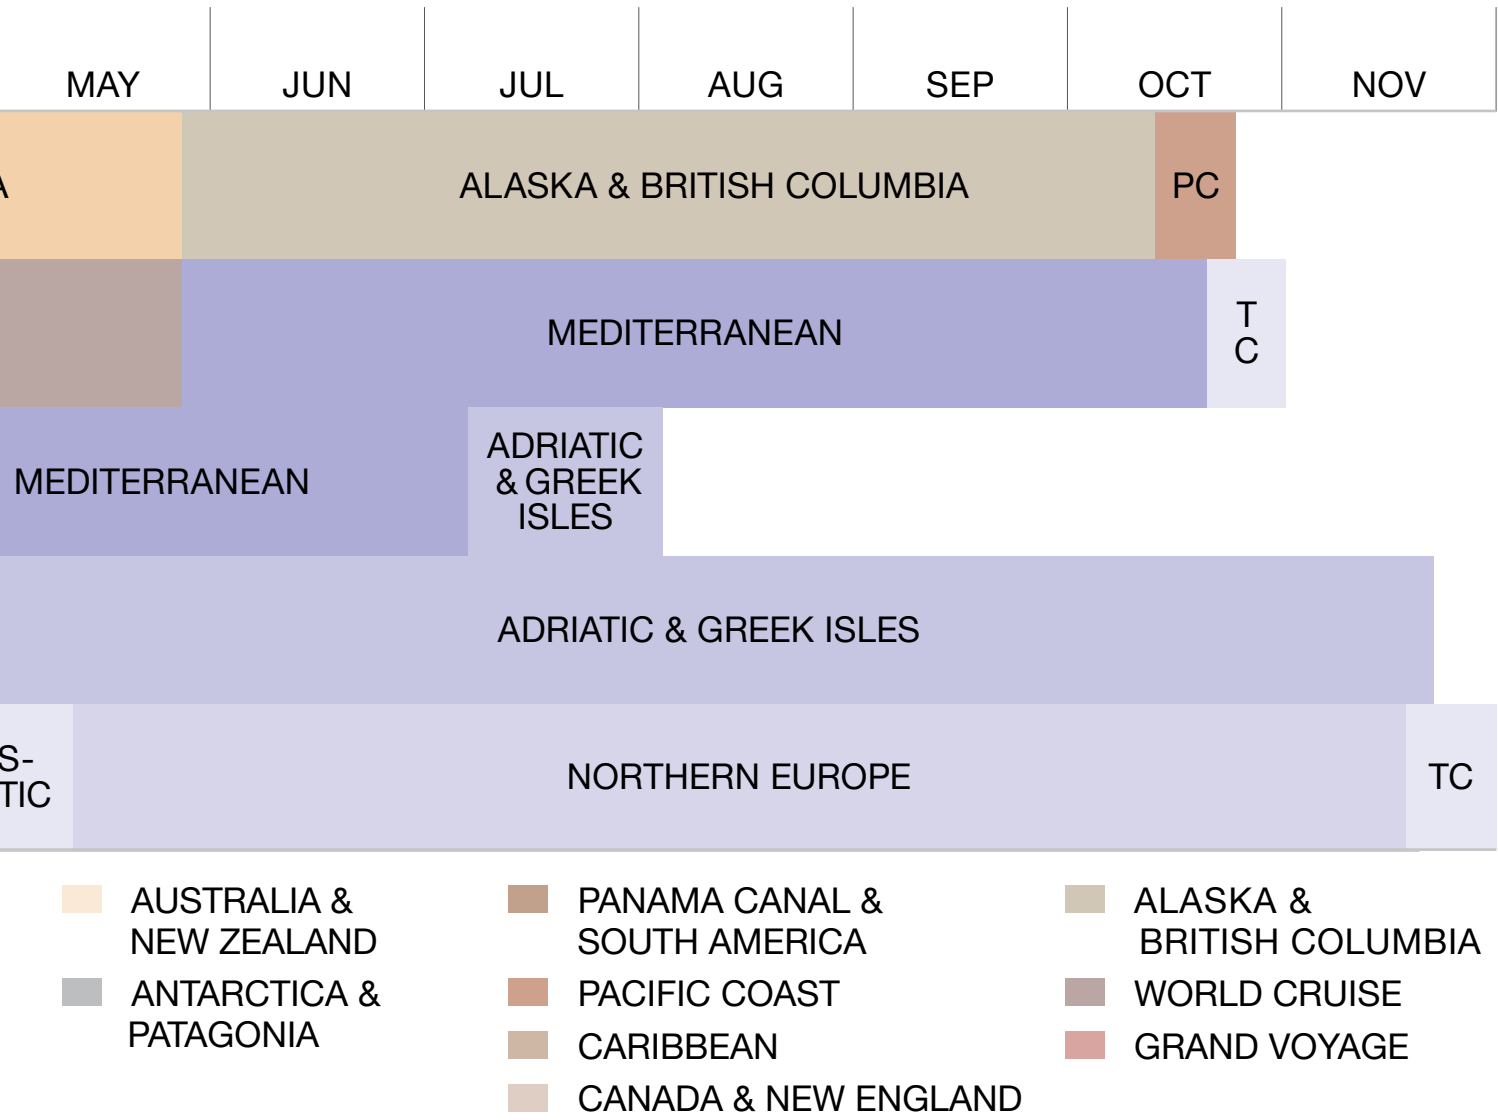 MAY JUN JUL AUG SEP OCT NOV
A ALASKA & BRITISH COLUMBIA PC
MEDITERRANEAN
T
C
MEDITERRANEAN
ADRIATIC
& GREEK
ISLES
ADRIATIC & GREEK ISLES
S-
TIC
NORTHERN EUROPE
TC
AUSTRALIA &
NEW ZEALAND
ANTARCTICA &
PATAGONIA
PANAMA CANAL &
SOUTH AMERICA
PACIFIC COAST
CARIBBEAN
CANADA & NEW ENGLAND
ALASKA &
BRITISH COLUMBIA
WORLD CRUISE
GRAND VOYAGE